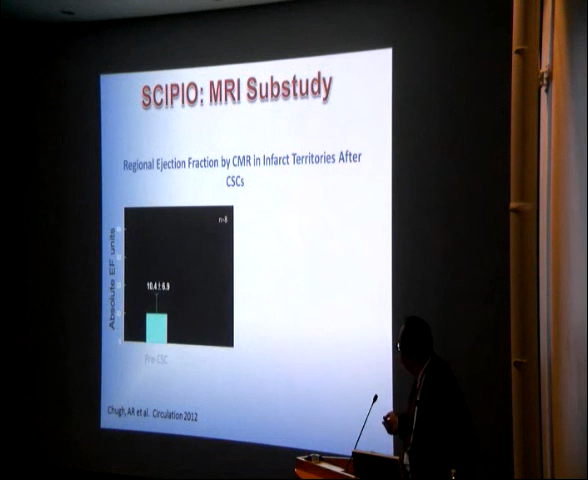 SCIPIO: MRI Substudy
Regional Ejection Fraction by CMR in Infarct Territories After
CSCs
n=8
Absolute EF units
10.4 ± 6.9
Pre-CSC
Chugh, AR et al. Circulation 2012